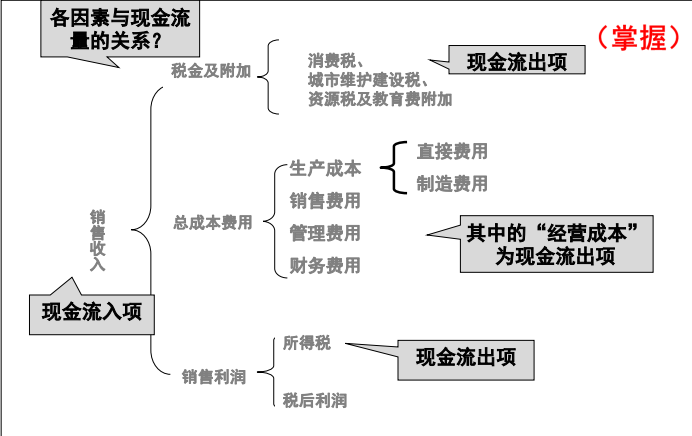 各因素与现金流
量的关系？
（掌握）
税金及附加
消费税、
城市维护建设税、
资源税及教育费附加
现金流出项
销售收入
总成本费用
生产成本
直接费用
制造费用
销售费用
管理费用
财务费用
其中的“经营成本”
为现金流出项
现金流入项
销售利润
所得税
税后利润
现金流出项